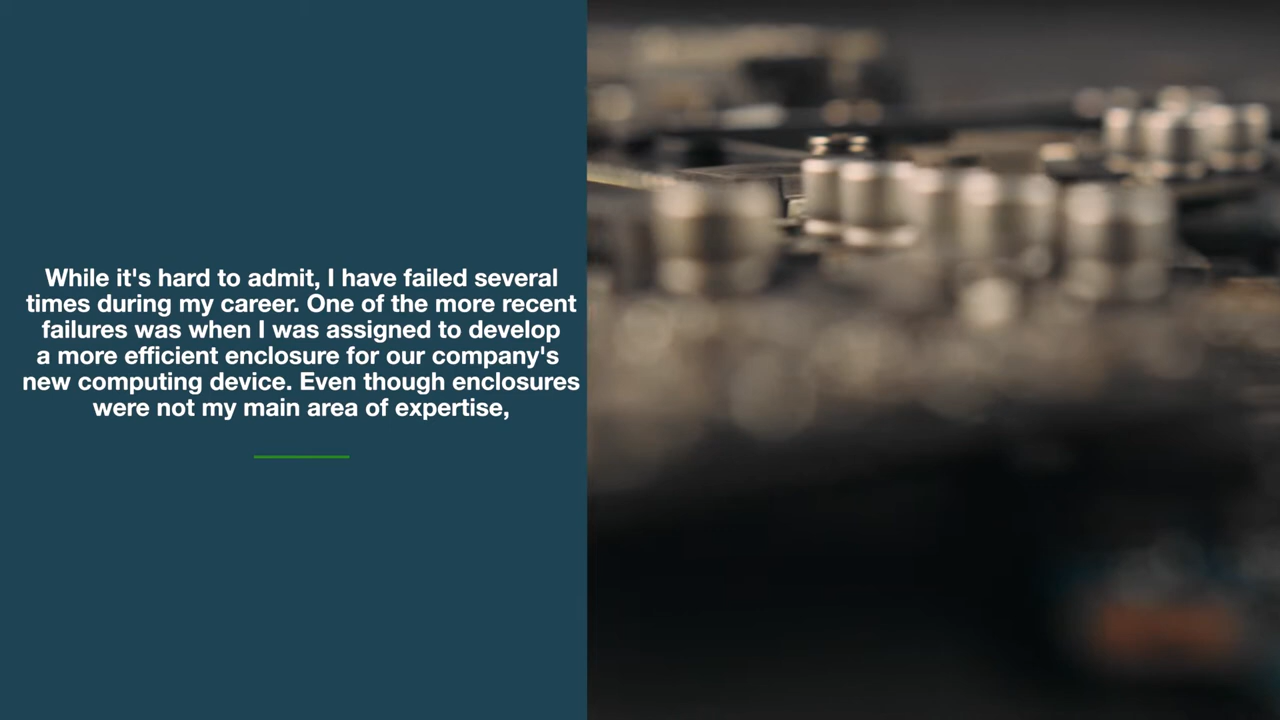 While it's hard to admit, I have failed several
times during my career. One of the more recent
failures was when I was assigned to develop
a more efficient enclosure for our company's
new computing device. Even though enclosures
were not my main area of expertise,